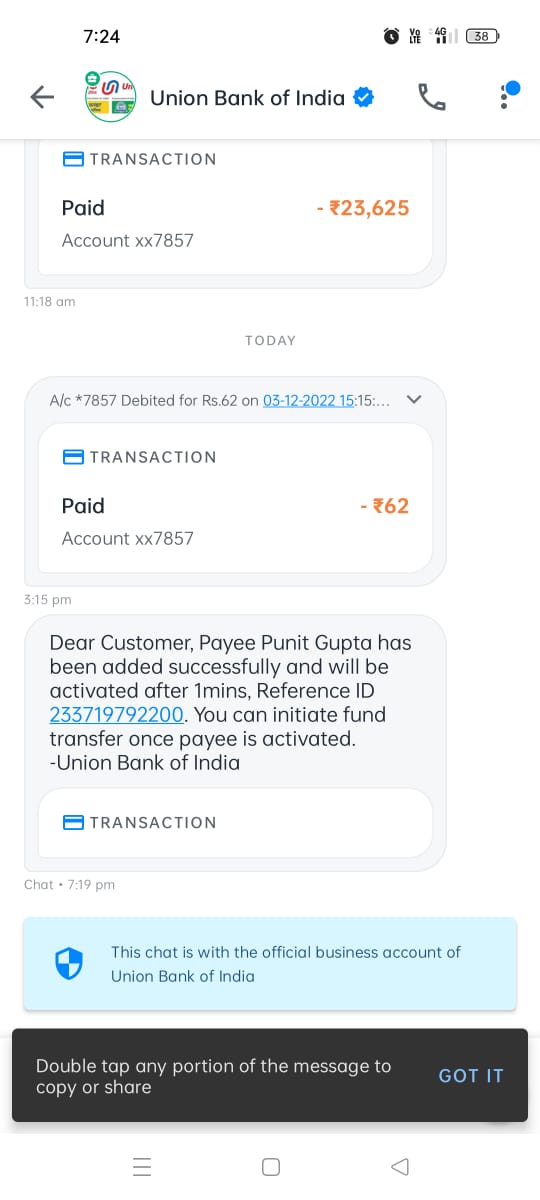 7:24
Vo LTE 4G 38
Union Bank of India
TRANSACTION
Paid - ₹23,625
Account xx7857
11:18 am
TODAY
A/c *7857 Debited for Rs.62 on 03-12-2022 15:15:...
TRANSACTION
Paid - ₹62
Account xx7857
3:15 pm
Dear Customer, Payee Punit Gupta has
been added successfully and will be
activated after 1mins, Reference ID
233719792200. You can initiate fund
transfer once payee is activated.
-Union Bank of India
TRANSACTION
Chat • 7:19 pm
This chat is with the official business account of
Union Bank of India
Double tap any portion of the message to
copy or share
GOT IT